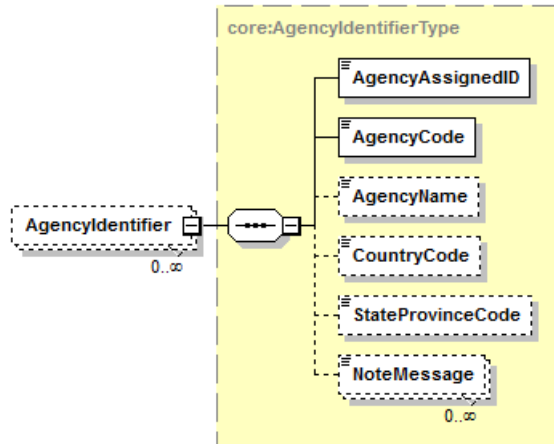 core:AgencyIdentifierType
AgencyAssignedID
AgencyCode
AgencyName
AgencyIdentifier
0..∞
CountryCode
StateProvinceCode
NoteMessage
0..∞